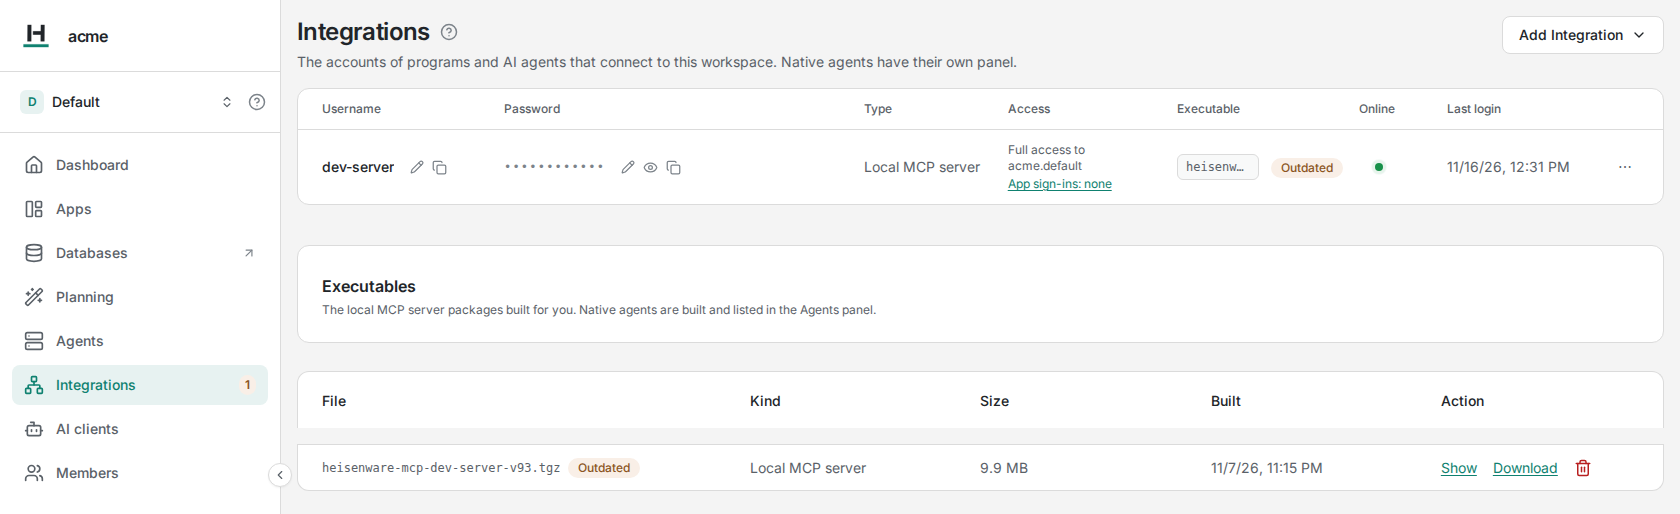 acme
D Default
Dashboard
Apps
Databases
Planning
Agents
Integrations 1
AI clients
Members
Integrations
The accounts of programs and AI agents that connect to this workspace. Native agents have their own panel.
Add Integration
Username Password Type Access Executable Online Last login
dev-server •••••••••••• Local MCP server Full access to
acme.default
App sign-ins: none
heisenw… Outdated 11/16/26, 12:31 PM ...
Executables
The local MCP server packages built for you. Native agents are built and listed in the Agents panel.
File Kind Size Built Action
heisenware-mcp-dev-server-v93.tgz Outdated Local MCP server 9.9 MB 11/7/26, 11:15 PM Show Download